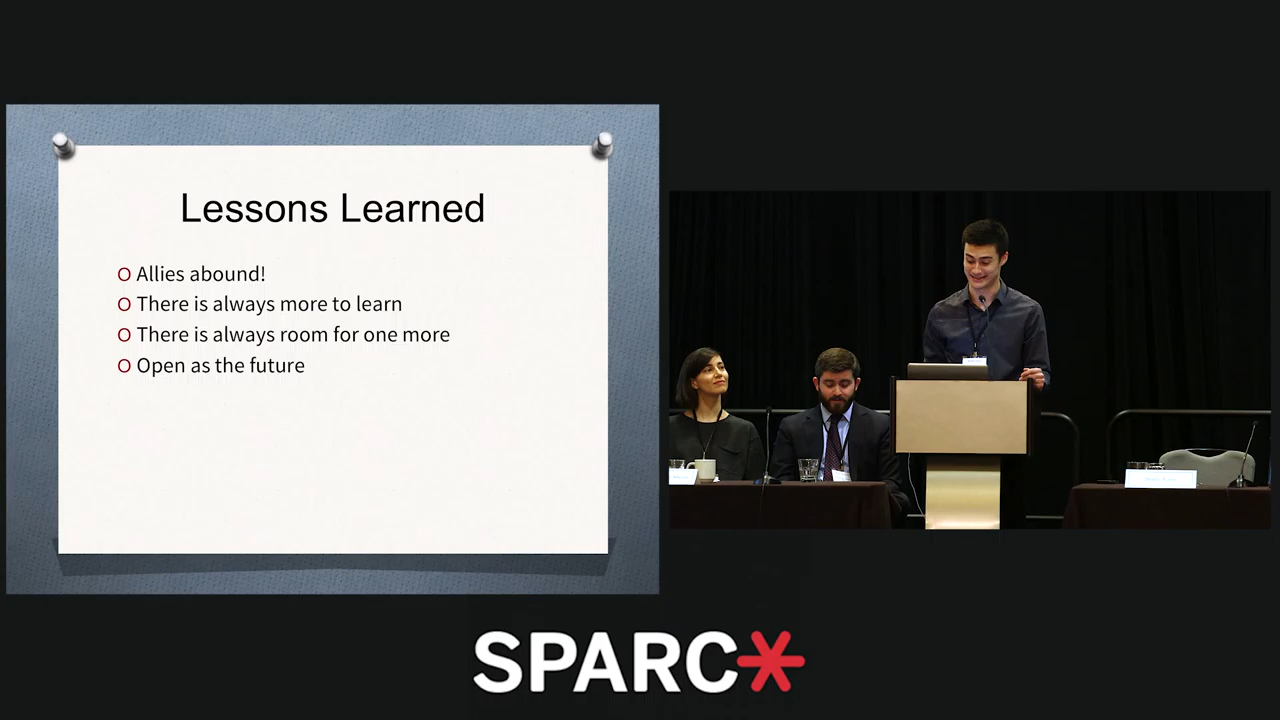 Lessons Learned
O Allies abound!
O There is always more to learn
O There is always room for one more
O Open as the future
SPARC*